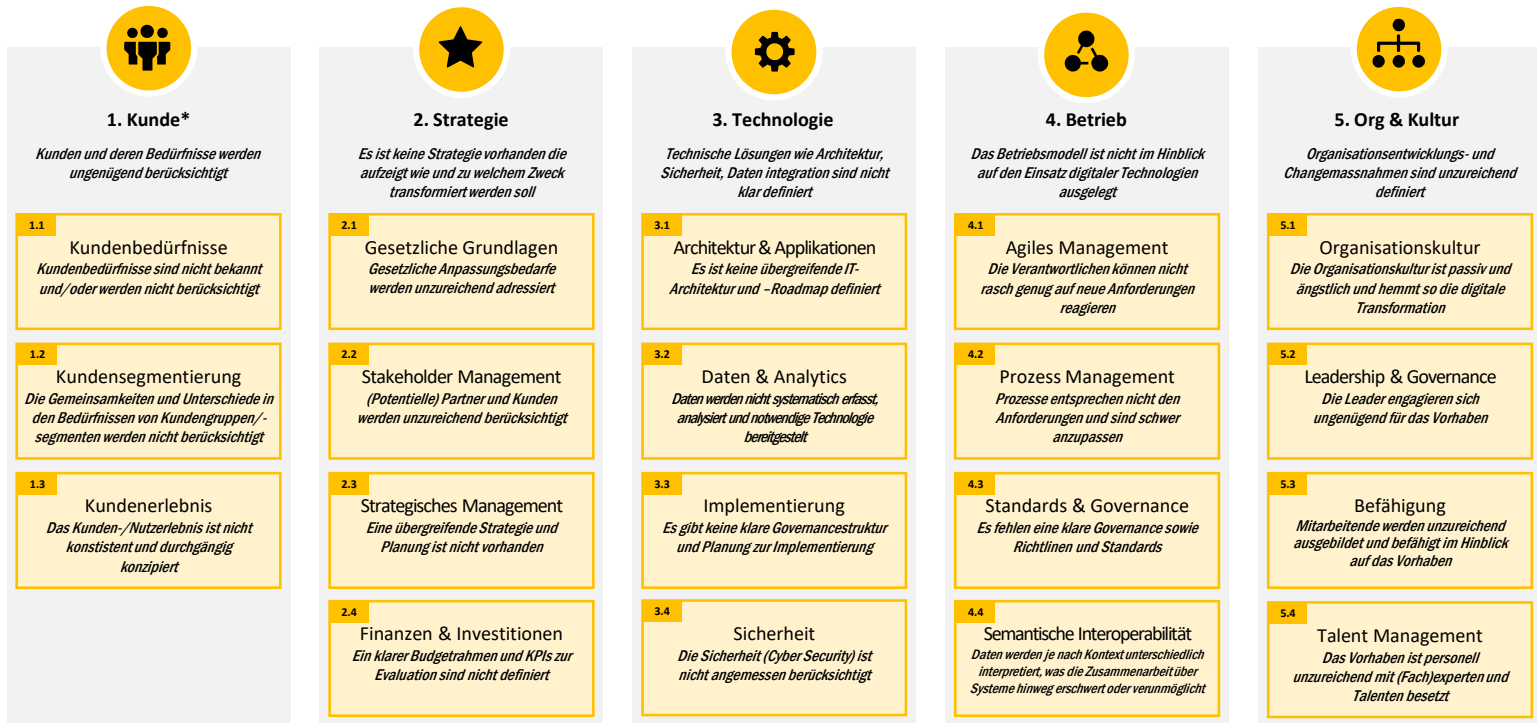 1. Kunde*
Kunden und deren Bedürfnisse werden
ungenügend berücksichtigt
1.1
Kundenbedürfnisse
Kundenbedürfnisse sind nicht bekannt
und/oder werden nicht berücksichtigt
1.2
Kundensegmentierung
Die Gemeinsamkeiten und Unterschiede in
den Bedürfnissen von Kundengruppen/-
segmenten werden nicht berücksichtigt
1.3
Kundenerlebnis
Das Kunden-/Nutzerlebnis ist nicht
konstistent und durchgängig
konzipiert
2. Strategie
Es ist keine Strategie vorhanden die
aufzeigt wie und zu welchem Zweck
transformiert werden soll
2.1
Gesetzliche Grundlagen
Gesetzliche Anpassungsbedarfe
werden unzureichend adressiert
2.2
Stakeholder Management
(Potentielle) Partner und Kunden
werden unzureichend berücksichtigt
2.3
Strategisches Management
Eine übergreifende Strategie und
Planung ist nicht vorhanden
2.4
Finanzen & Investitionen
Ein klarer Budgetrahmen und KPIs zur
Evaluation sind nicht definiert
3. Technologie
Technische Lösungen wie Architektur,
Sicherheit, Daten integration sind nicht
klar definiert
3.1
Architektur & Applikationen
Es ist keine übergreifende IT-
Architektur und –Roadmap definiert
3.2
Daten & Analytics
Daten werden nicht systematisch erfasst,
analysiert und notwendige Technologie
bereitgestelt
3.3
Implementierung
Es gibt keine klare Governancestruktur
und Planung zur Implementierung
3.4
Sicherheit
Die Sicherheit (Cyber Security) ist
nicht angemessen berücksichtigt
4. Betrieb
Das Betriebsmodell ist nicht im Hinblick
auf den Einsatz digitaler Technologien
ausgelegt
4.1
Agiles Management
Die Verantwortlichen können nicht
rasch genug auf neue Anforderungen
reagieren
4.2
Prozess Management
Prozesse entsprechen nicht den
Anforderungen und sind schwer
anzupassen
4.3
Standards & Governance
Es fehlen eine klare Governance sowie
Richtlinen und Standards
4.4
Semantische Interoperabilität
Daten werden je nach Kontext unterschiedlich
interpretiert, was die Zusammenarbeit über
Systeme hinweg erschwert oder verunmöglicht
5. Org & Kultur
Organisationsentwicklungs- und
Changemassnahmen sind unzureichend
definiert
5.1
Organisationskultur
Die Organisationskultur ist passiv und
ängstlich und hemmt so die digitale
Transformation
5.2
Leadership & Governance
Die Leader engagieren sich
ungenügend für das Vorhaben
5.3
Befähigung
Mitarbeitende werden unzureichend
ausgebildet und befähigt im Hinblick
auf das Vorhaben
5.4
Talent Management
Das Vorhaben ist personell
unzureichend mit (Fach)experten und
Talenten besetzt